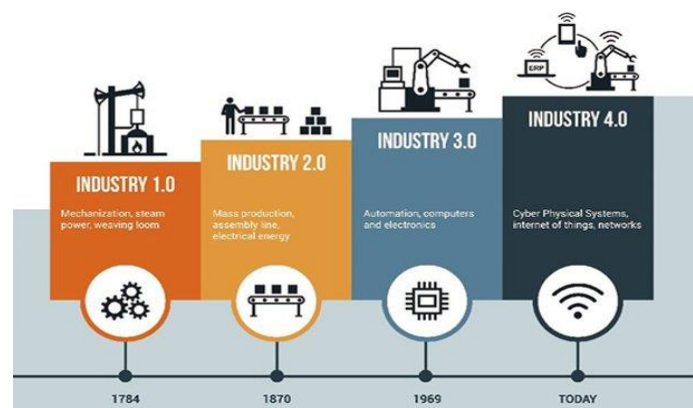 ERP
INDUSTRY 1.0
Mechanization, steam
power, weaving loom
INDUSTRY 2.0
Mass production,
assembly line,
electrical energy
INDUSTRY 3.0
Automation, computers
and electronics
INDUSTRY 4.0
Cyber Physical Systems,
internet of things, networks
1784
1870
1969
TODAY